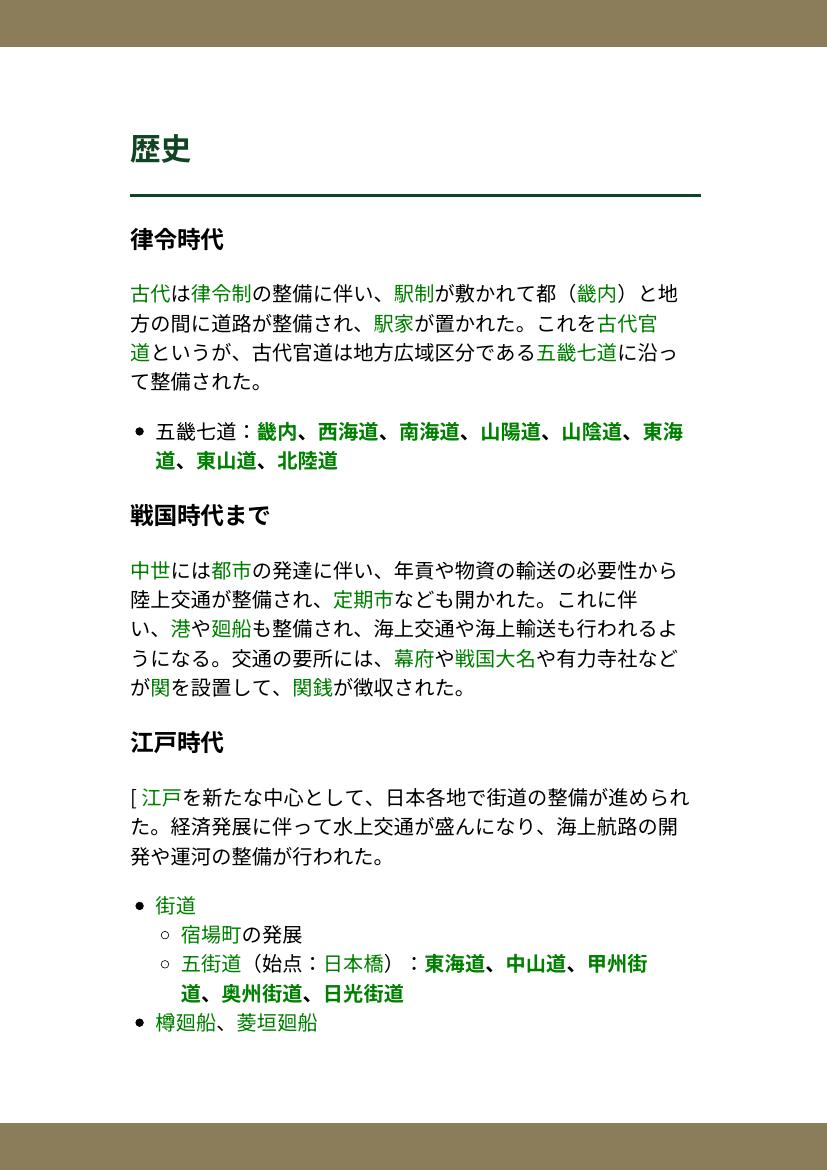 歴史
律令時代
古代は律令制の整備に伴い、駅制が敷かれて都（畿内）と地
方の間に道路が整備され、駅家が置かれた。これを古代官
道というが、古代官道は地方広域区分である五畿七道に沿っ
て整備された。
• 五畿七道：畿内、西海道、南海道、山陽道、山陰道、東海
道、東山道、北陸道
戦国時代まで
中世には都市の発達に伴い、年貢や物資の輸送の必要性から
陸上交通が整備され、定期市なども開かれた。これに伴
い、港や廻船も整備され、海上交通や海上輸送も行われるよ
うになる。交通の要所には、幕府や戦国大名や有力寺社など
が関を設置して、関銭が徴収された。
江戸時代
[ 江戸を新たな中心として、日本各地で街道の整備が進められ
た。経済発展に伴って水上交通が盛んになり、海上航路の開
発や運河の整備が行われた。
• 街道
◦ 宿場町の発展
◦ 五街道（始点：日本橋）：東海道、中山道、甲州街
道、奥州街道、日光街道
• 樽廻船、菱垣廻船